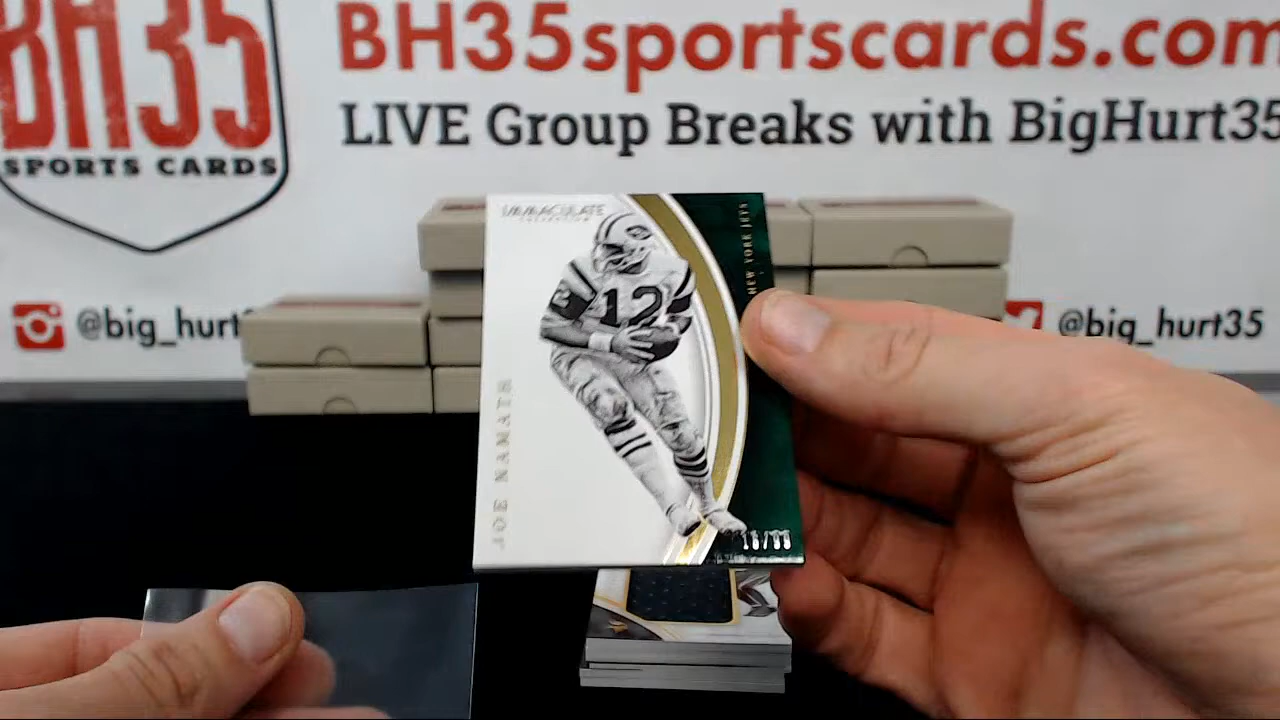 BH35
SPORTS CARDS
BH35sportscards.com
LIVE Group Breaks with BigHurt35
@big_hurt
@big_hurt35
IMMACULATE
COLLECTION
NEW YORK JETS
JOE NAMATH
12